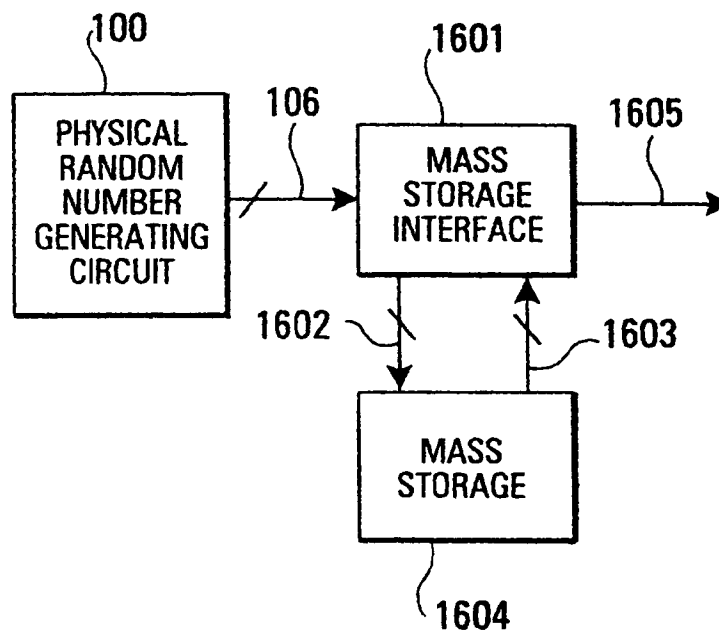 100
106
1601
1605
PHYSICAL
RANDOM
NUMBER
GENERATING
CIRCUIT
MASS
STORAGE
INTERFACE
1602
1603
MASS
STORAGE
1604